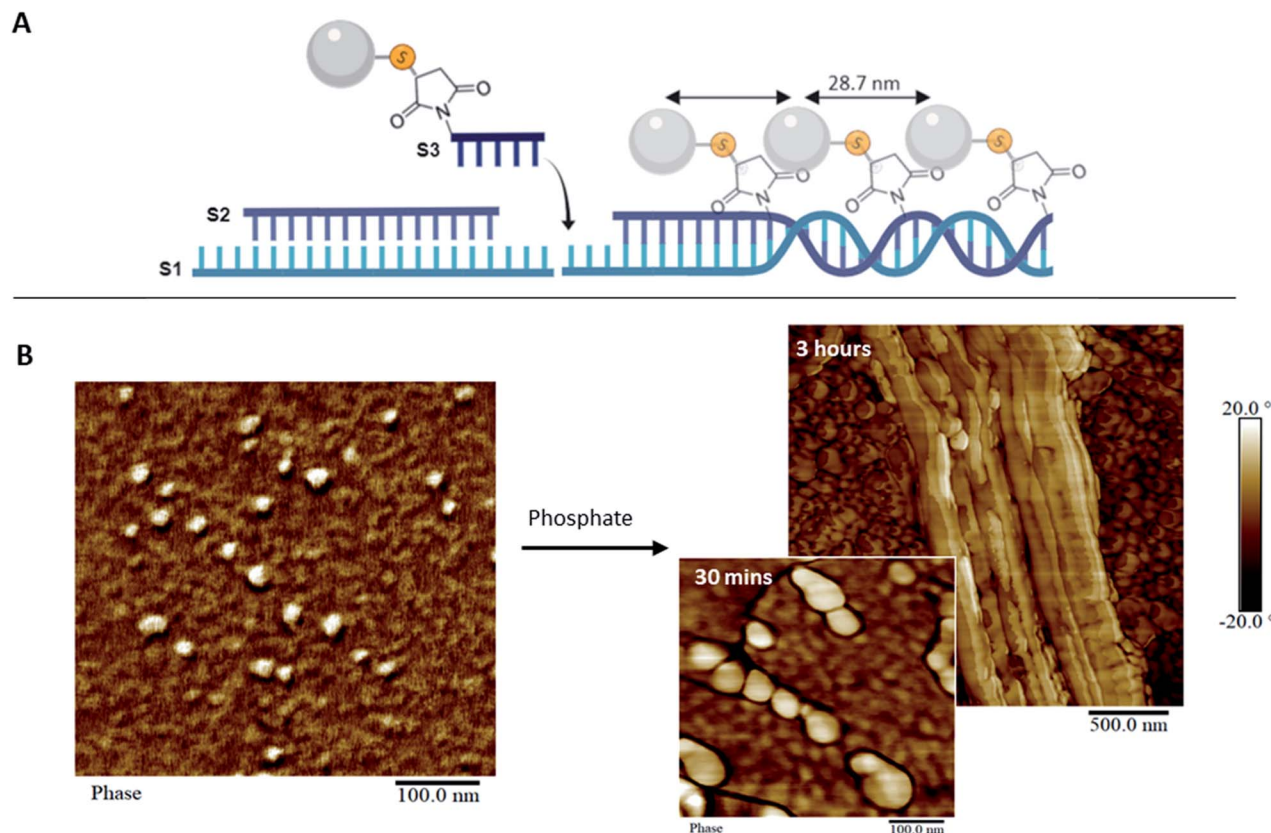 A
S
O
O
N
S3
S2
S1
28.7 nm
S
S
S
O
O
O
O
O
O
N
N
N
B
Phosphate
3 hours
30 mins
20.0 °
-20.0 °
500.0 nm
Phase
100.0 nm
Phase
100.0 nm